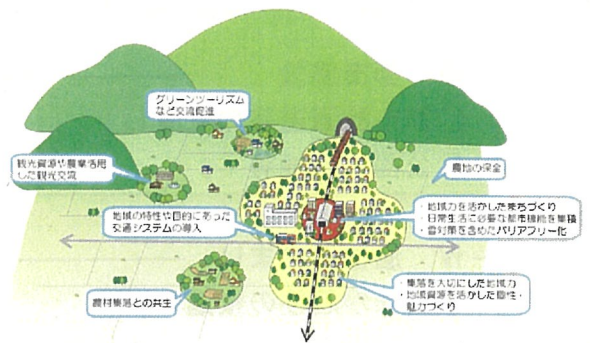 グリーンツーリズム
など交流促進
観光資源や農業活用
した観光交流
農地の保全
地域の特性や目的にあった
交通システムの導入
・地域力を活かしたまちづくり
・日常生活に必要な都市機能を集積
・雪対策を含めたバリアフリー化
農村集落との共生
・集落を大切にした地域力
・地域資源を活かした個性・
魅力づくり